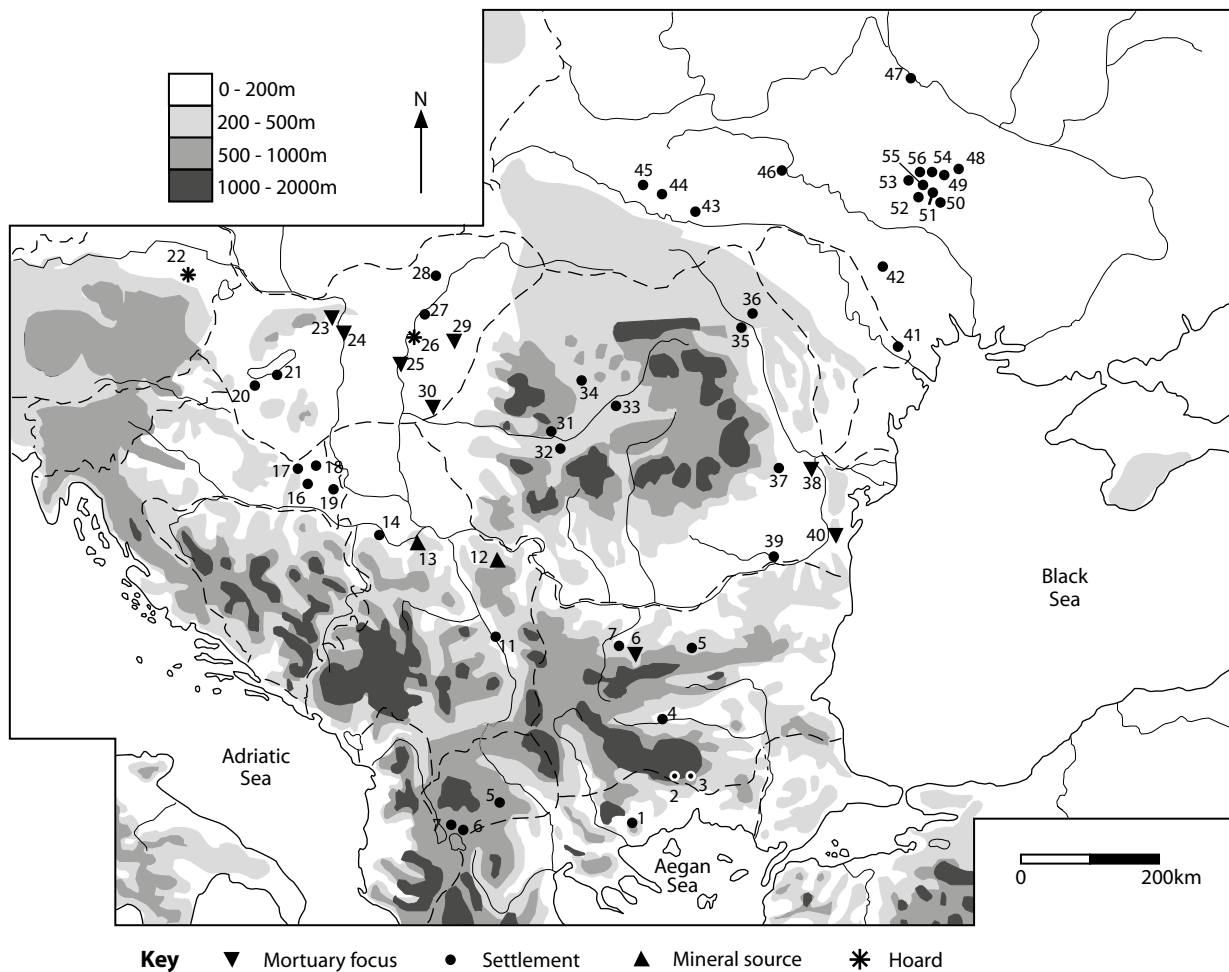 0 - 200m
200 - 500m
500 - 1000m
1000 - 2000m
N
47
55 56 54 48
53 49
52 51 50
46
45
44
43
42
41
22
28
27
26
29
23
24
25
30
36
35
34
33
31
32
21
20
17
18
16
19
14
13
12
11
37
38
39
40
7 6 5
4
2 3
1
5
7 6
Adriatic
Sea
Black
Sea
Aegan
Sea
0 200km
Key Mortuary focus Settlement Mineral source Hoard